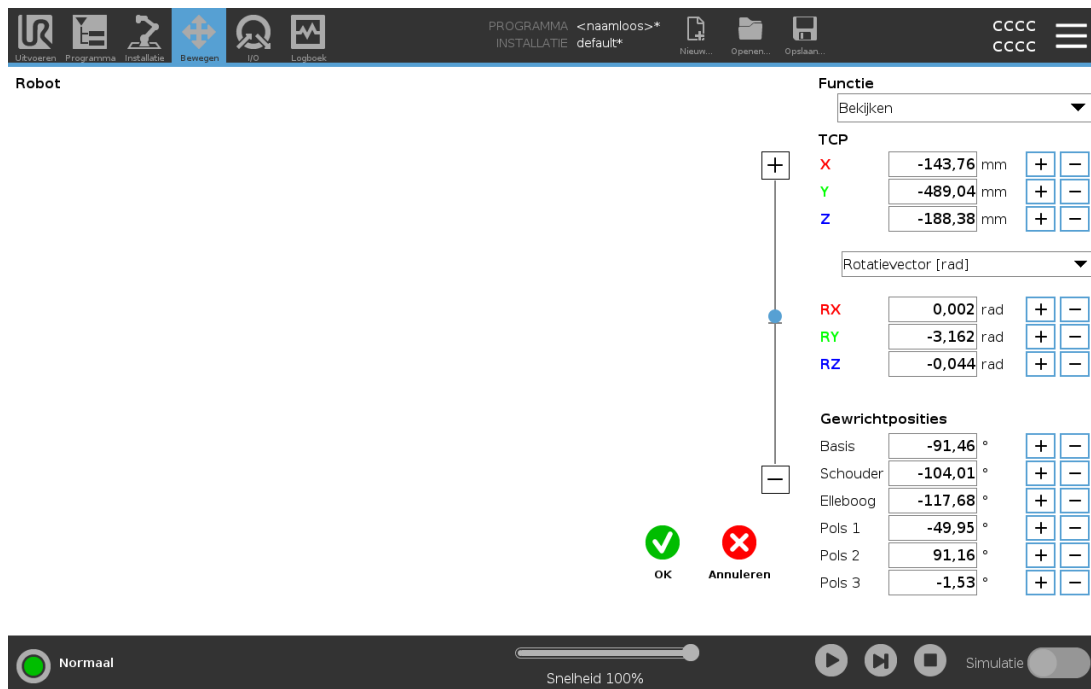 PROGRAMMA <naamloos>*
INSTALLATIE default*
CCCC
CCCC
UR
Uitvoeren Programma Installatie Bewegen I/O Logboek
Nieuw... Openen... Opslaan...
Robot
Functie
Bekijken
TCP
X -143,76 mm + −
Y -489,04 mm + −
Z -188,38 mm + −
Rotatievector [rad]
RX 0,002 rad + −
RY -3,162 rad + −
RZ -0,044 rad + −
Gewrichtposities
Basis -91,46 ° + −
Schouder -104,01 ° + −
Elleboog -117,68 ° + −
Pols 1 -49,95 ° + −
Pols 2 91,16 ° + −
Pols 3 -1,53 ° + −
+
−
OK Annuleren
Normaal
Snelheid 100%
Simulatie